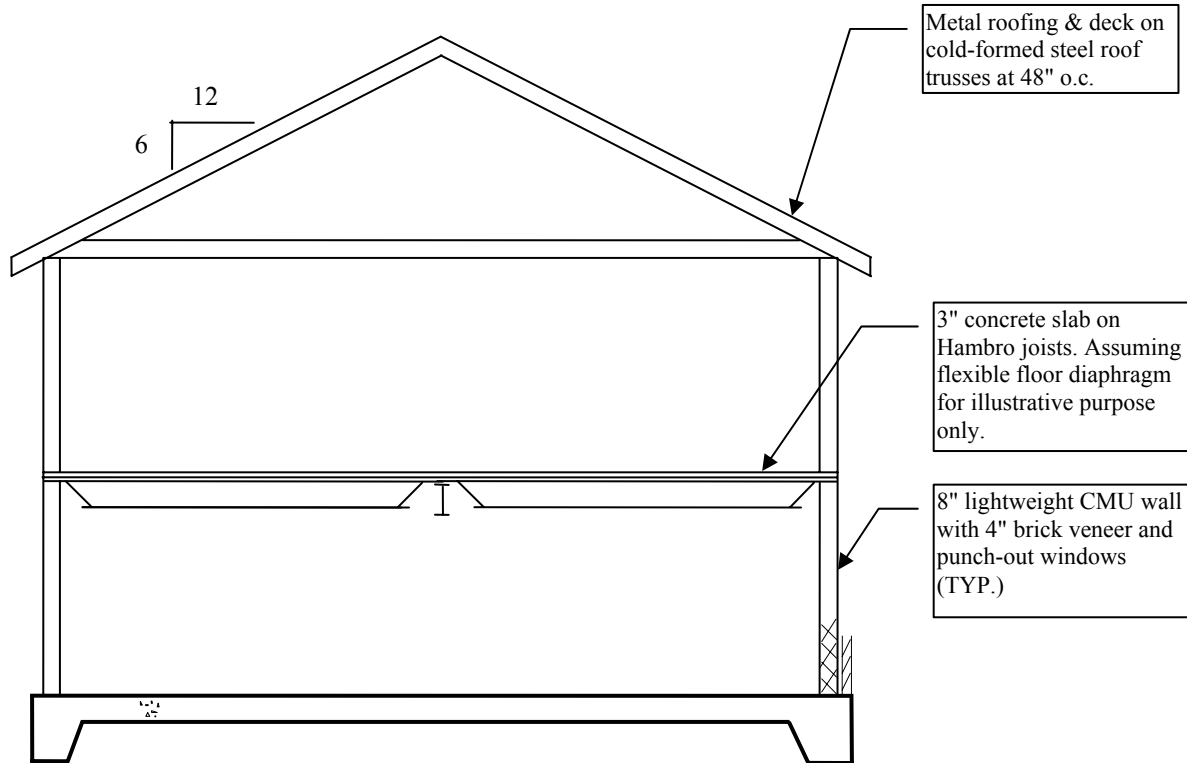 Metal roofing & deck on
cold-formed steel roof
trusses at 48" o.c.
12
6
3" concrete slab on
Hambro joists. Assuming
flexible floor diaphragm
for illustrative purpose
only.
8" lightweight CMU wall
with 4" brick veneer and
punch-out windows
(TYP.)